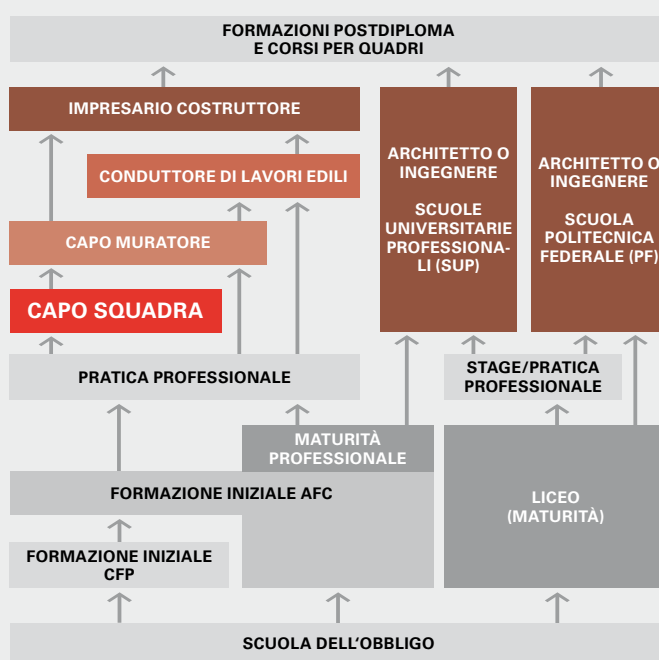 FORMAZIONI POSTDIPLOMA
E CORSI PER QUADRI
IMPRESARIO COSTRUTTORE
CONDUTTORE DI LAVORI EDILI
CAPO MURATORE
CAPO SQUADRA
ARCHITETTO O
INGEGNERE
SCUOLE
UNIVERSITARIE
PROFESSIONA-
LI (SUP)
ARCHITETTO O
INGEGNERE
SCUOLA
POLITECNICA
FEDERALE (PF)
PRATICA PROFESSIONALE
STAGE/PRATICA
PROFESSIONALE
MATURITÀ
PROFESSIONALE
FORMAZIONE INIZIALE AFC
LICEO
(MATURITÀ)
FORMAZIONE INIZIALE
CFP
SCUOLA DELL‘OBBLIGO